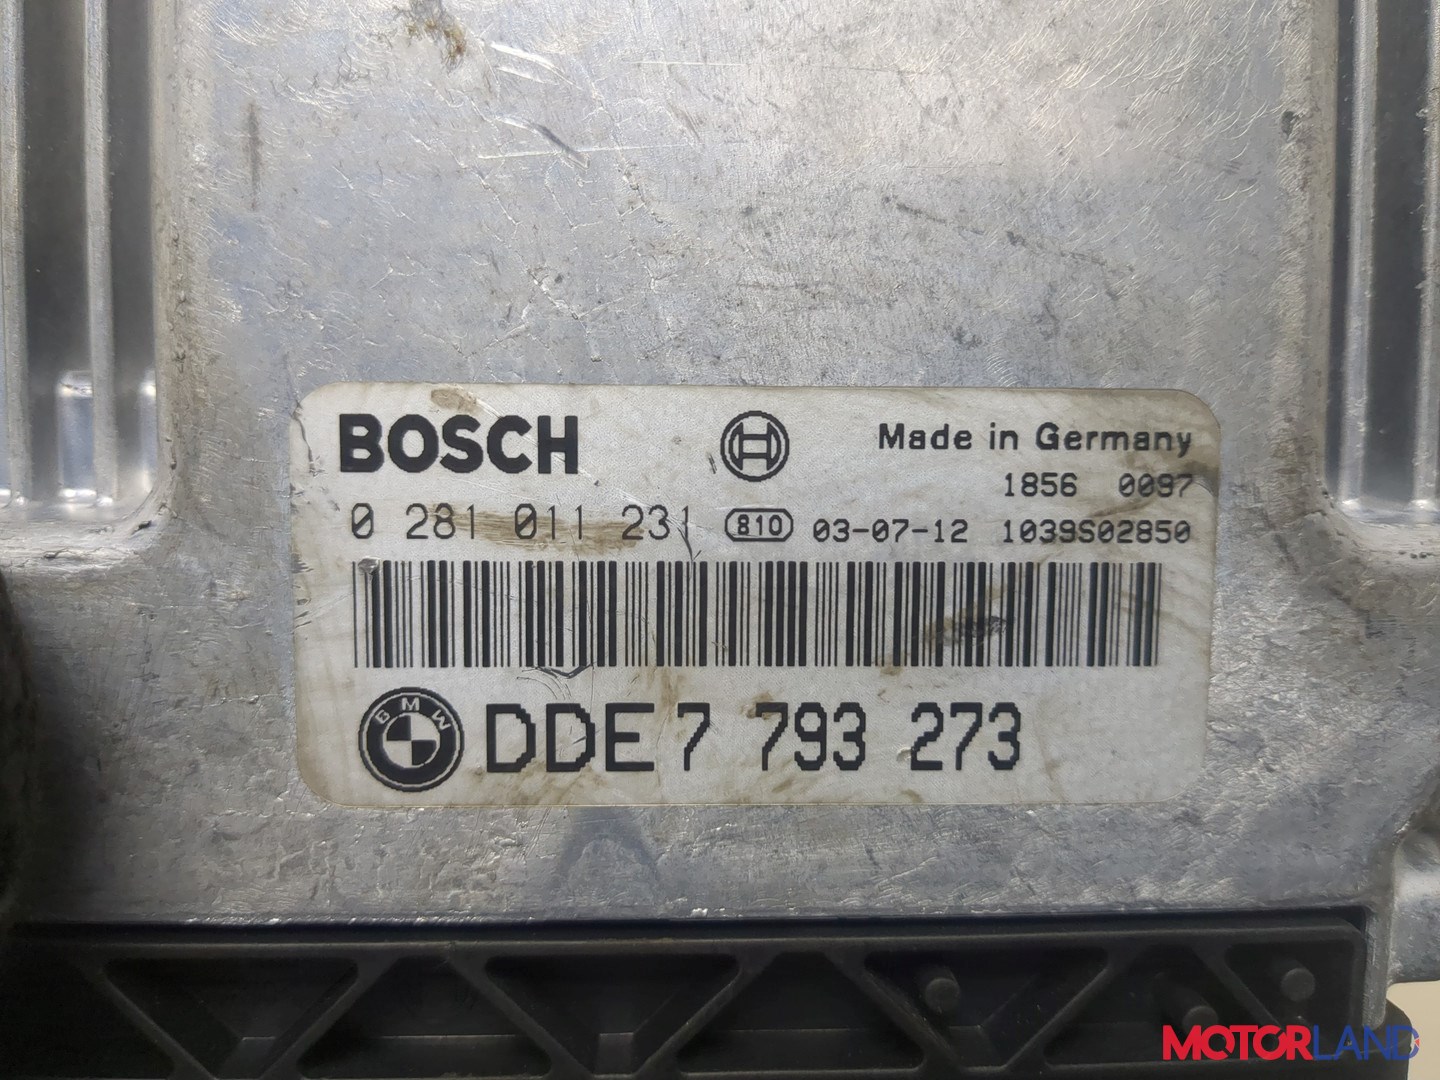 BOSCH
Made in Germany
1856 0097
0 281 011 231 810 03-07-12 1039S02850
BMW
DDE 7 793 273
MOTORLAND